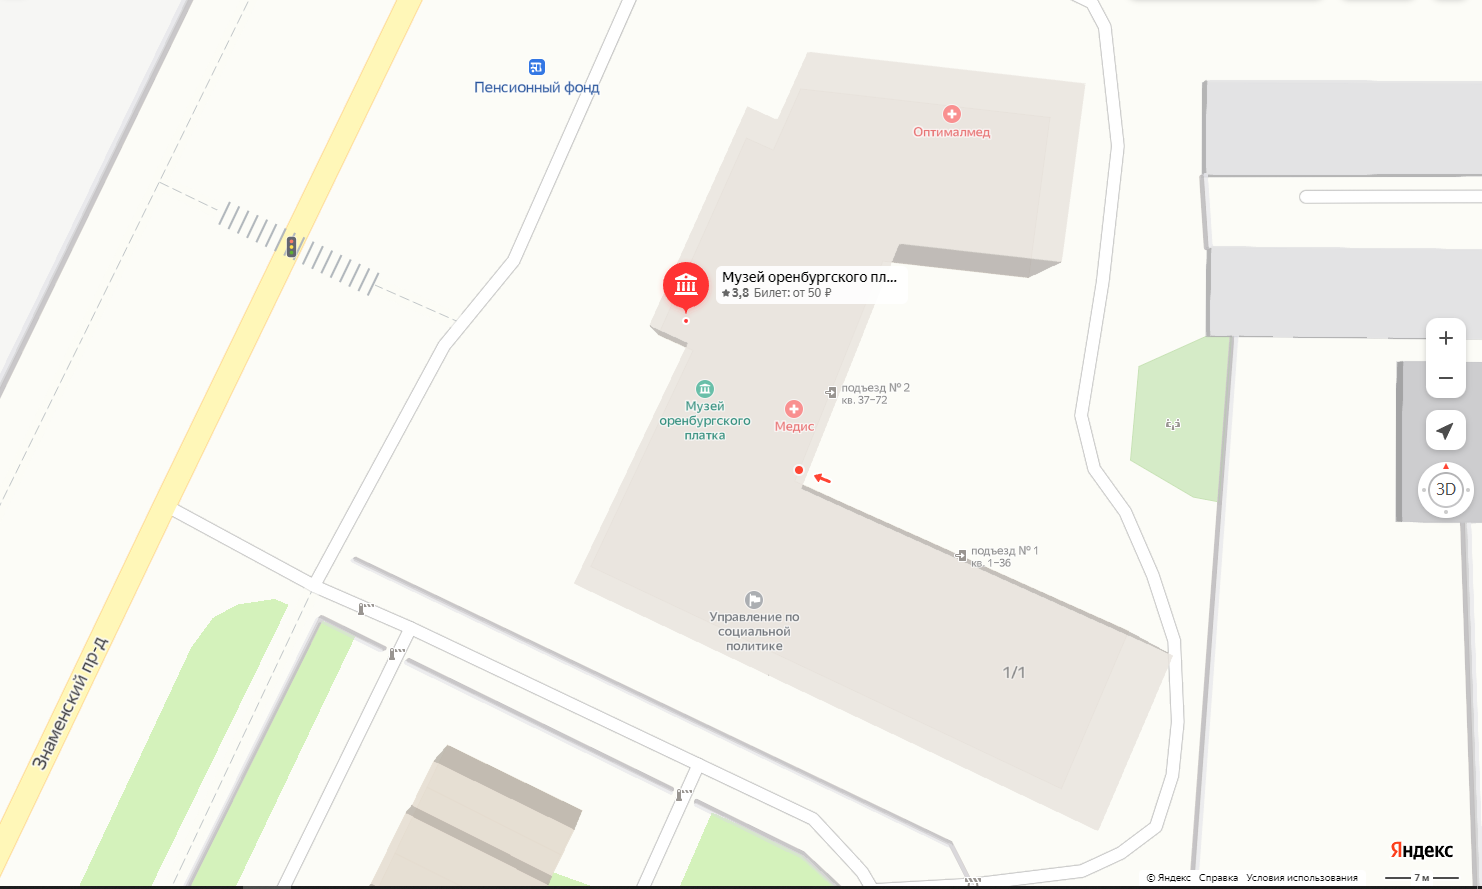 Пенсионный фонд
Оптималмед
Музей оренбургского пл...
3,8 Билет: от 50 ₽
подъезд № 2
кв. 37-72
Музей
оренбургского
платка
Медис
3D
подъезд № 1
кв. 1-36
Управление по
социальной
политике
1/1
Знаменский пр-д
Яндекс
© Яндекс Справка Условия использования
7 м